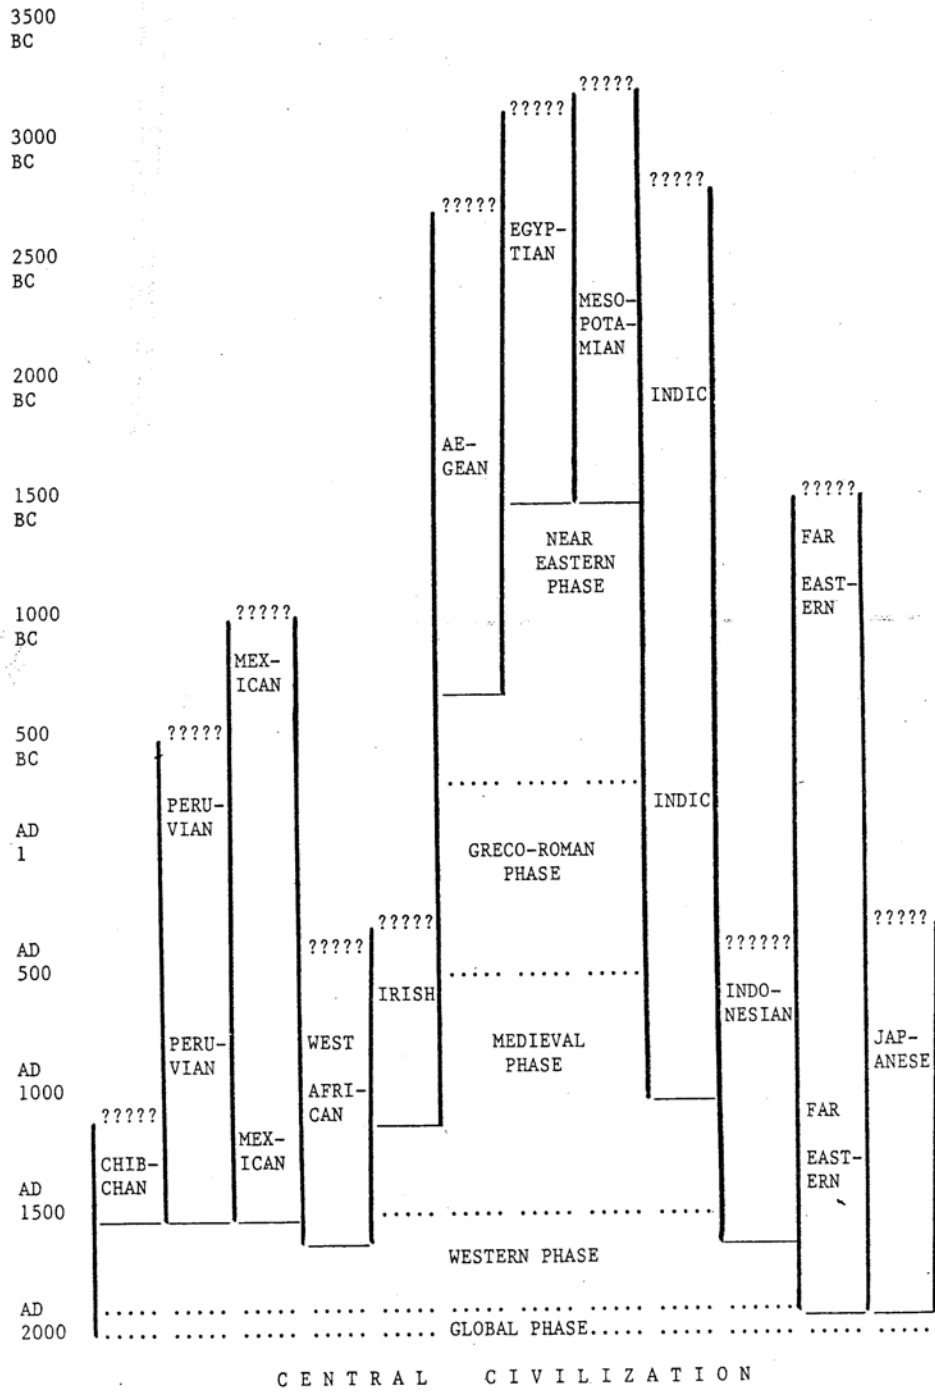 3500
BC
?????
?????
3000
BC
?????
?????
EGYP-
TIAN
2500
BC
MESO-
POTA-
MIAN
2000
BC
INDIC
AE-
GEAN
1500
BC
?????
FAR
EAST-
ERN
NEAR
EASTERN
PHASE
1000
BC
?????
MEX-
ICAN
500
BC
?????
PERU-
VIAN
INDIC
AD
1
GRECO-ROMAN
PHASE
?????
?????
?????
??????
AD
500
IRISH
INDO-
NESIAN
PERU-
VIAN
WEST
AFRI-
CAN
MEDIEVAL
PHASE
JAP-
ANESE
AD
1000
?????
FAR
EAST-
ERN
CHIB-
CHAN
MEX-
ICAN
AD
1500
WESTERN PHASE
AD
2000
GLOBAL PHASE
CENTRAL CIVILIZATION